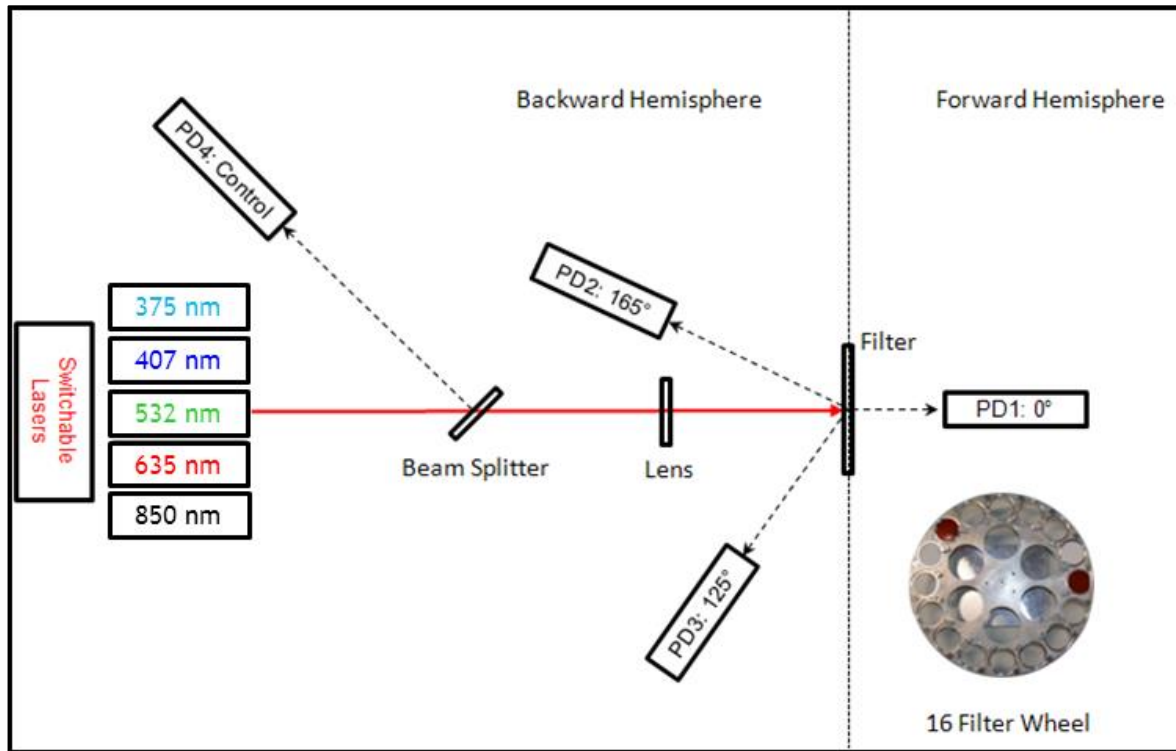 Backward Hemisphere
Forward Hemisphere
PD4: Control
PD2: 165°
375 nm
407 nm
532 nm
635 nm
850 nm
Switchable
Lasers
Filter
PD1: 0°
Beam Splitter
Lens
PD3: 125°
16 Filter Wheel